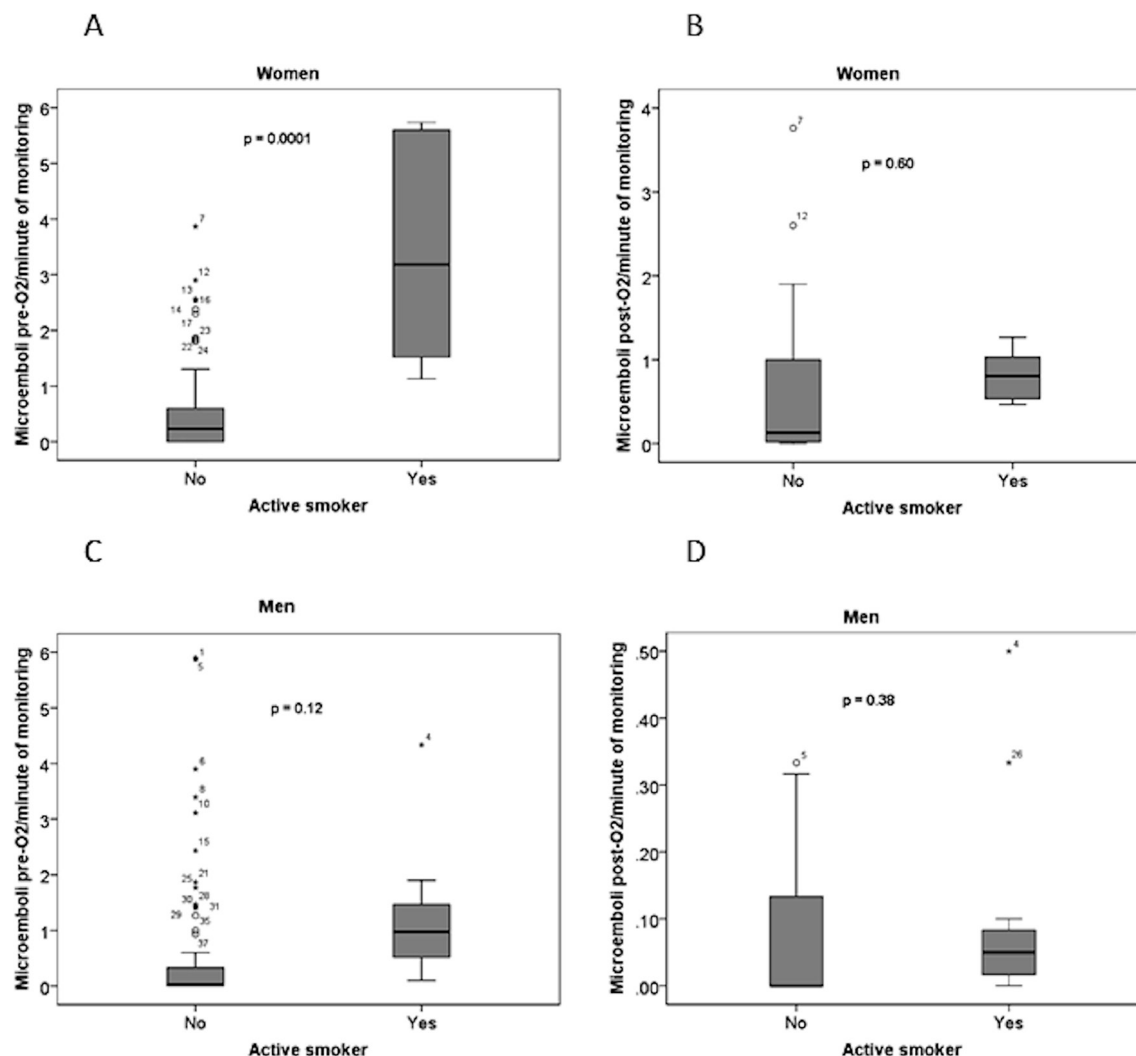 A
Women
Microemboli pre-O2/minute of monitoring
6
5
4
3
2
1
0
p = 0.0001
7
12
13
16
14
17
23
22
24
No
Yes
Active smoker
B
Women
Microemboli post-O2/minute of monitoring
4
3
2
1
0
p = 0.60
7
12
No
Yes
Active smoker
C
Men
Microemboli pre-O2/minute of monitoring
6
5
4
3
2
1
0
p = 0.12
1
5
6
8
10
15
21
25
28
30
31
29
35
37
4
No
Yes
Active smoker
D
Men
Microemboli post-O2/minute of monitoring
.50
.40
.30
.20
.10
.00
p = 0.38
5
4
26
No
Yes
Active smoker